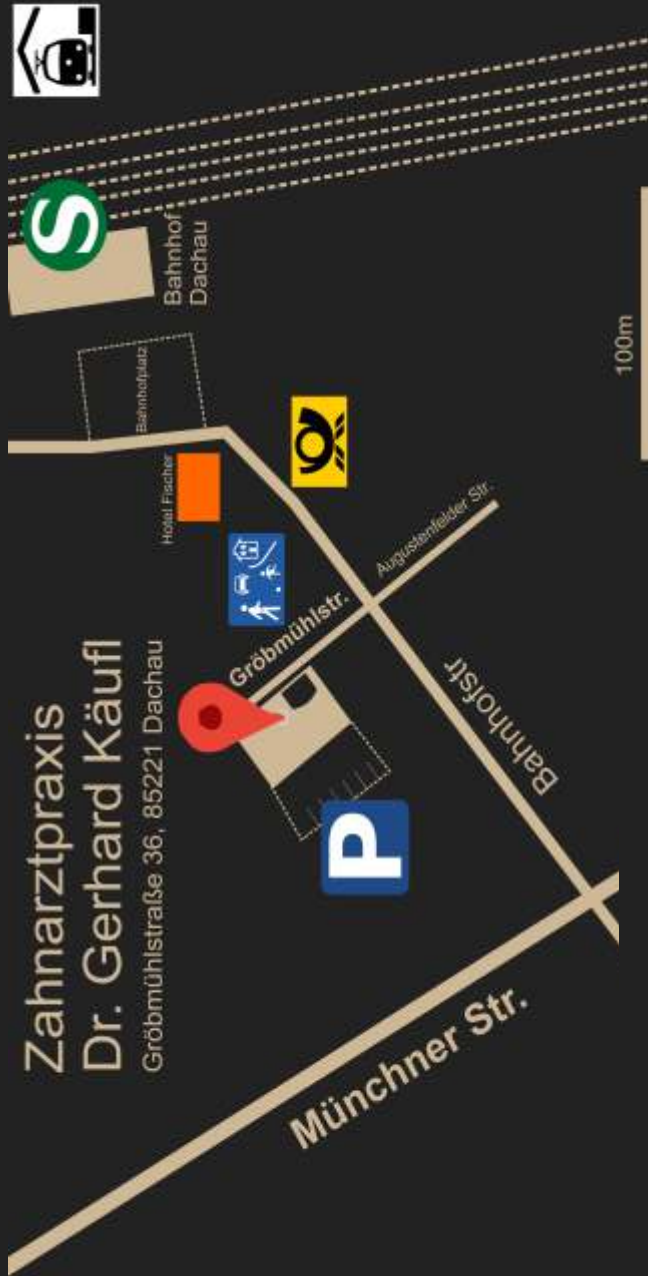 Zahnarztpraxis
Dr. Gerhard Käufl
Gröbmühlstraße 36, 85221 Dachau
Hotel Fischer
Bahnhofplatz
Bahnhof
Dachau
S
Gröbmühlstr.
Augustenfelder Str.
Bahnhofstr
P
Münchner Str.
100m